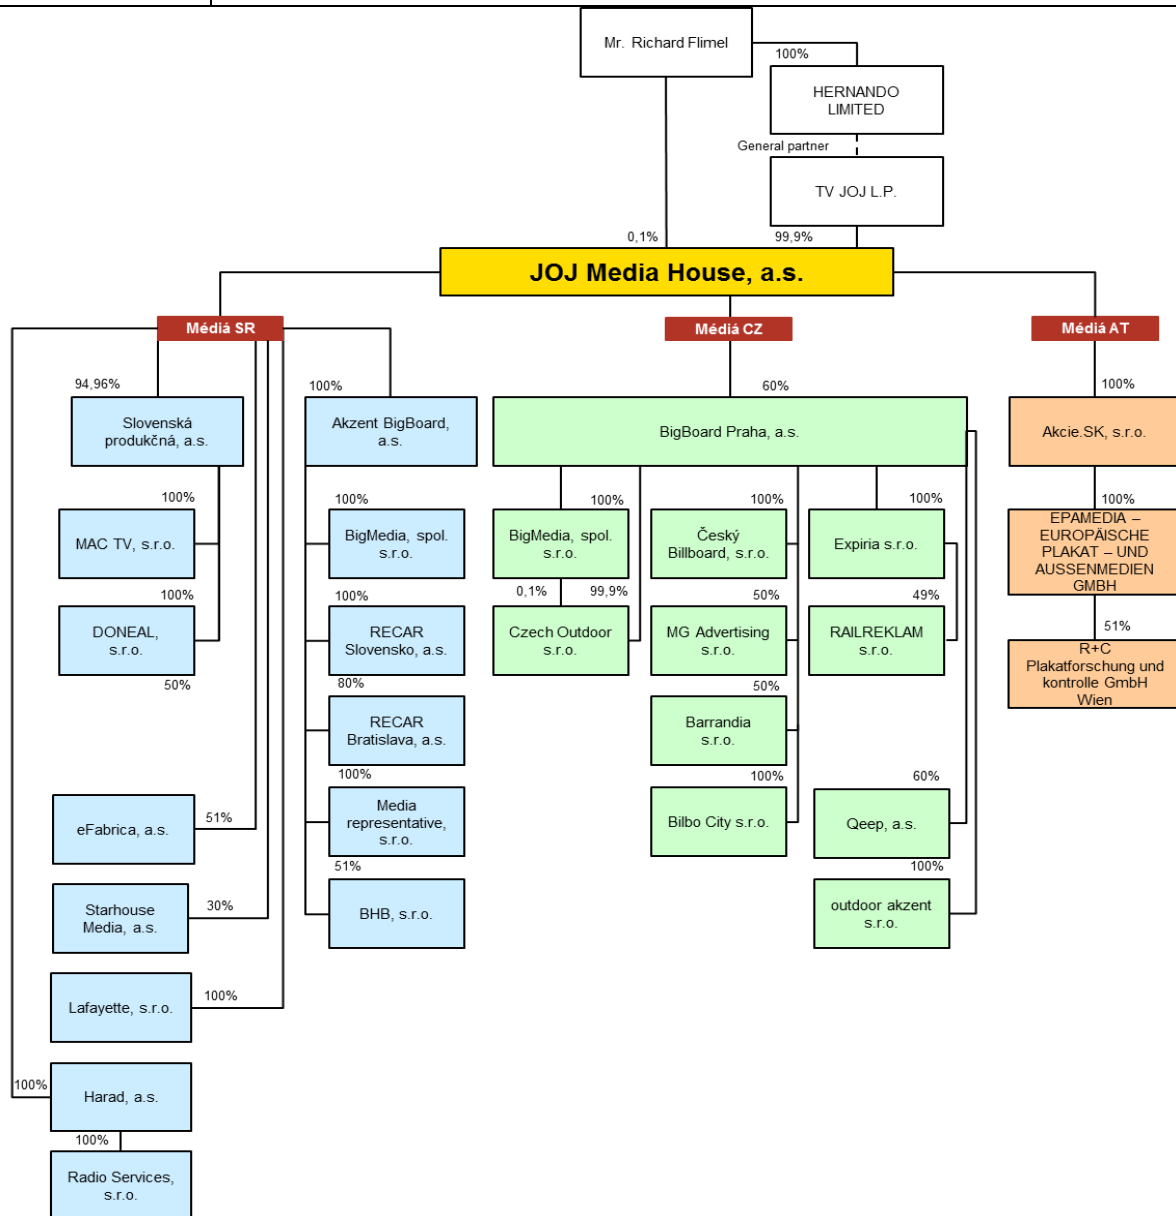 Mr. Richard Flimel
100%
HERNANDO
LIMITED
General partner
TV JOJ L.P.
0,1%
99,9%
JOJ Media House, a.s.
Médiá SR
Médiá CZ
Médiá AT
94,96%
100%
60%
100%
Slovenská
produkčná, a.s.
Akzent BigBoard,
a.s.
BigBoard Praha, a.s.
Akcie.SK, s.r.o.
100%
MAC TV, s.r.o.
100%
DONEAL,
s.r.o.
50%
100%
BigMedia, spol.
s.r.o.
100%
RECAR
Slovensko, a.s.
80%
RECAR
Bratislava, a.s.
100%
Media
representative,
s.r.o.
51%
BHB, s.r.o.
100%
BigMedia, spol.
s.r.o.
0,1%
99,9%
Czech Outdoor
s.r.o.
100%
Český
Billboard, s.r.o.
50%
MG Advertising
s.r.o.
50%
Barrandia
s.r.o.
100%
Bilbo City s.r.o.
100%
Expiria s.r.o.
49%
RAILREKLAM
s.r.o.
60%
Qeep, a.s.
100%
outdoor akzent
s.r.o.
100%
EPAMEDIA –
EUROPÄISCHE
PLAKAT – UND
AUSSENMEDIEN
GMBH
51%
R+C
Plakatforschung und
kontrolle GmbH
Wien
eFabrica, a.s.
51%
Starhouse
Media, a.s.
30%
Lafayette, s.r.o.
100%
100%
Harad, a.s.
100%
Radio Services,
s.r.o.